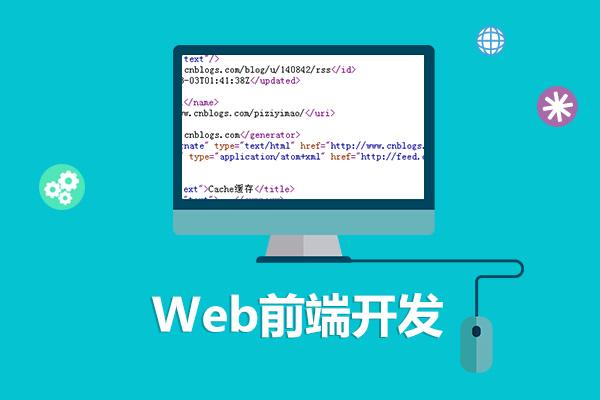 text"/>
cnblogs.com/blog/u/140842/rss</id>
-03T01:41:38Z</updated>
</name>
w.cnblogs.com/piziyimao/</uri>
cnblogs.com</generator>
rnate" type="text/html" href="http://www.cnblog.
type="application/atom+xml" href="http://feed.c
ext">Cache缓存</title>
Web前端开发